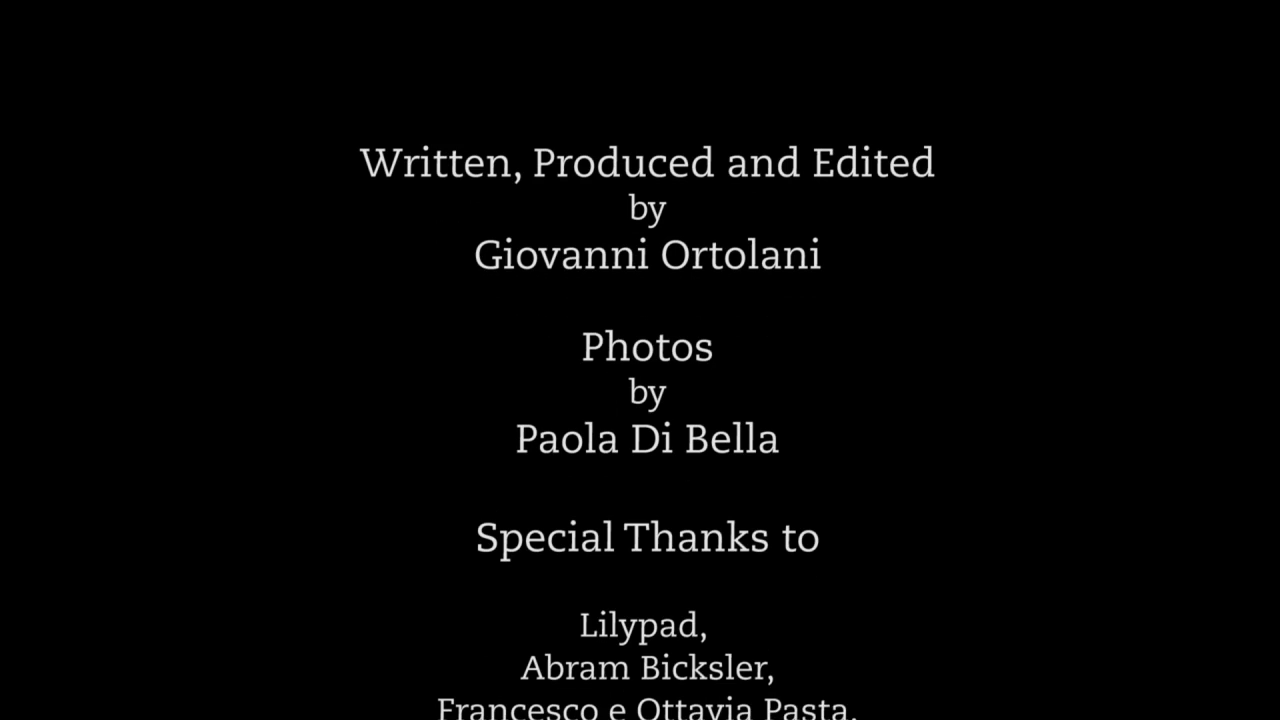 Written, Produced and Edited
by
Giovanni Ortolani
Photos
by
Paola Di Bella
Special Thanks to
Lilypad,
Abram Bicksler,
Francesco e Ottavia Pasta,